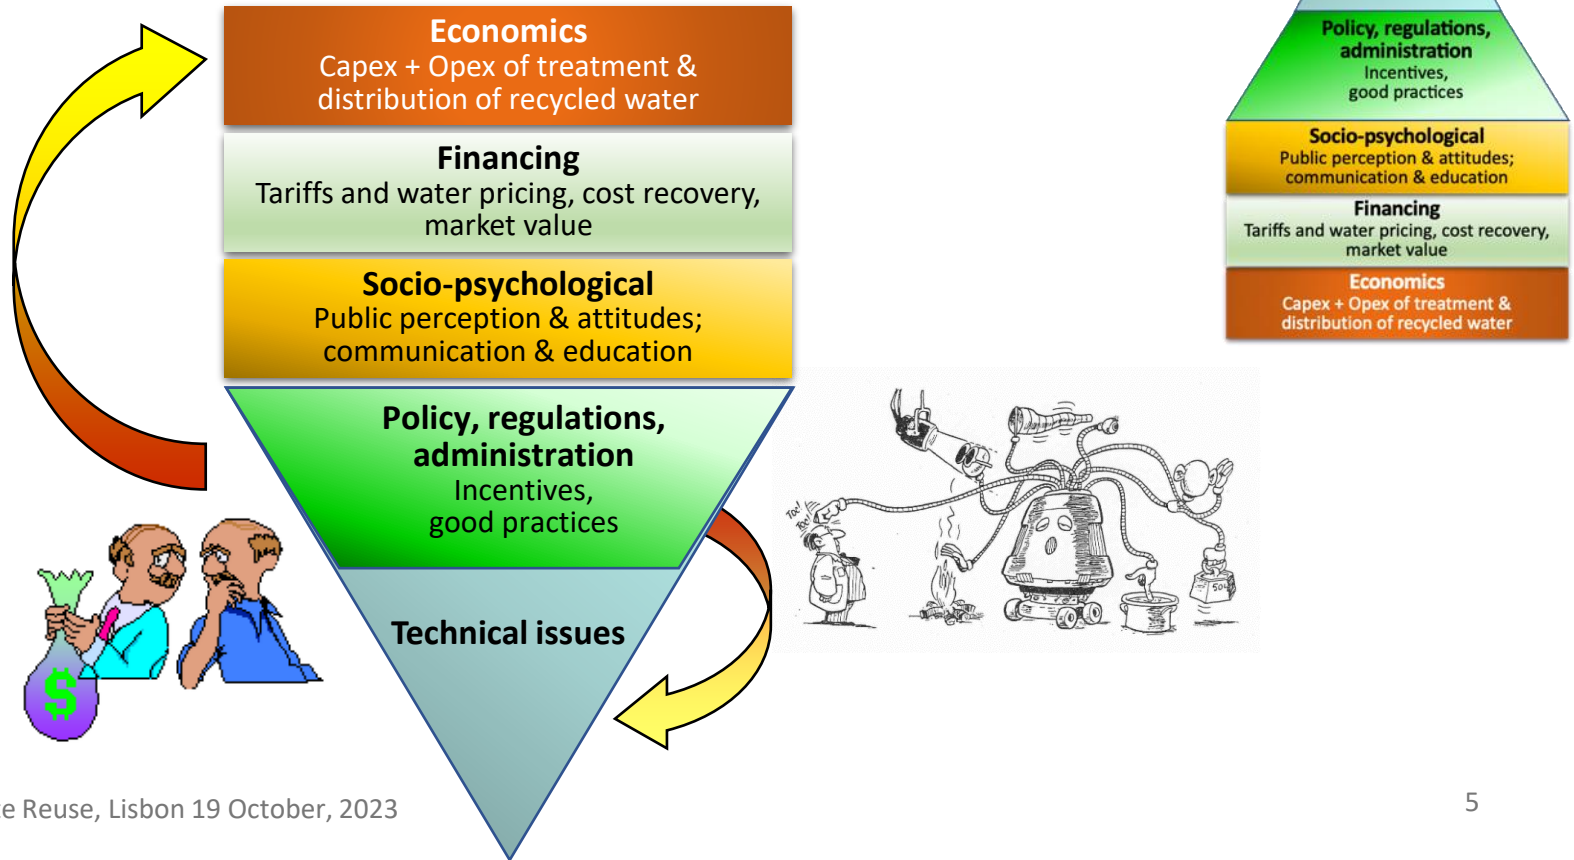 Economics
Capex + Opex of treatment &
distribution of recycled water
Financing
Tariffs and water pricing, cost recovery,
market value
Socio-psychological
Public perception & attitudes;
communication & education
Policy, regulations,
administration
Incentives,
good practices
Technical issues
$
Toc!
Toc!
Policy, regulations,
administration
Incentives,
good practices
Socio-psychological
Public perception & attitudes;
communication & education
Financing
Tariffs and water pricing, cost recovery,
market value
Economics
Capex + Opex of treatment &
distribution of recycled water
Reuse, Lisbon 19 October, 2023
5